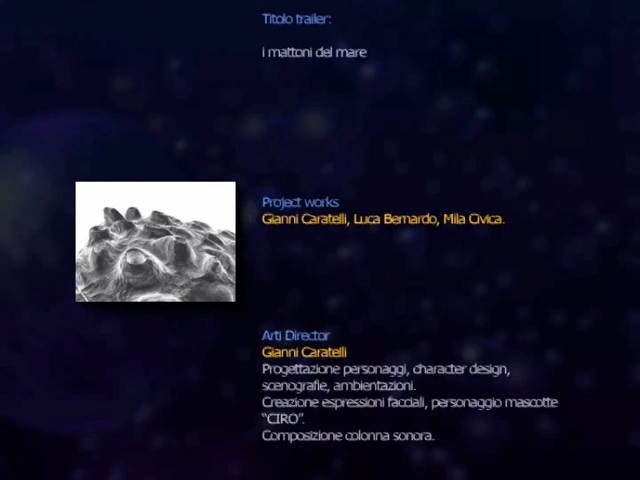 Titolo trailer:
i mattoni del mare
Project works
Gianni Caratelli, Luca Bernardo, Mila Civica.
Arti Director
Gianni Caratelli
Progettazione personaggi, character design,
scenografie, ambientazioni.
Creazione espressioni facciali, personaggio mascotte
“CIRO”.
Composizione colonna sonora.